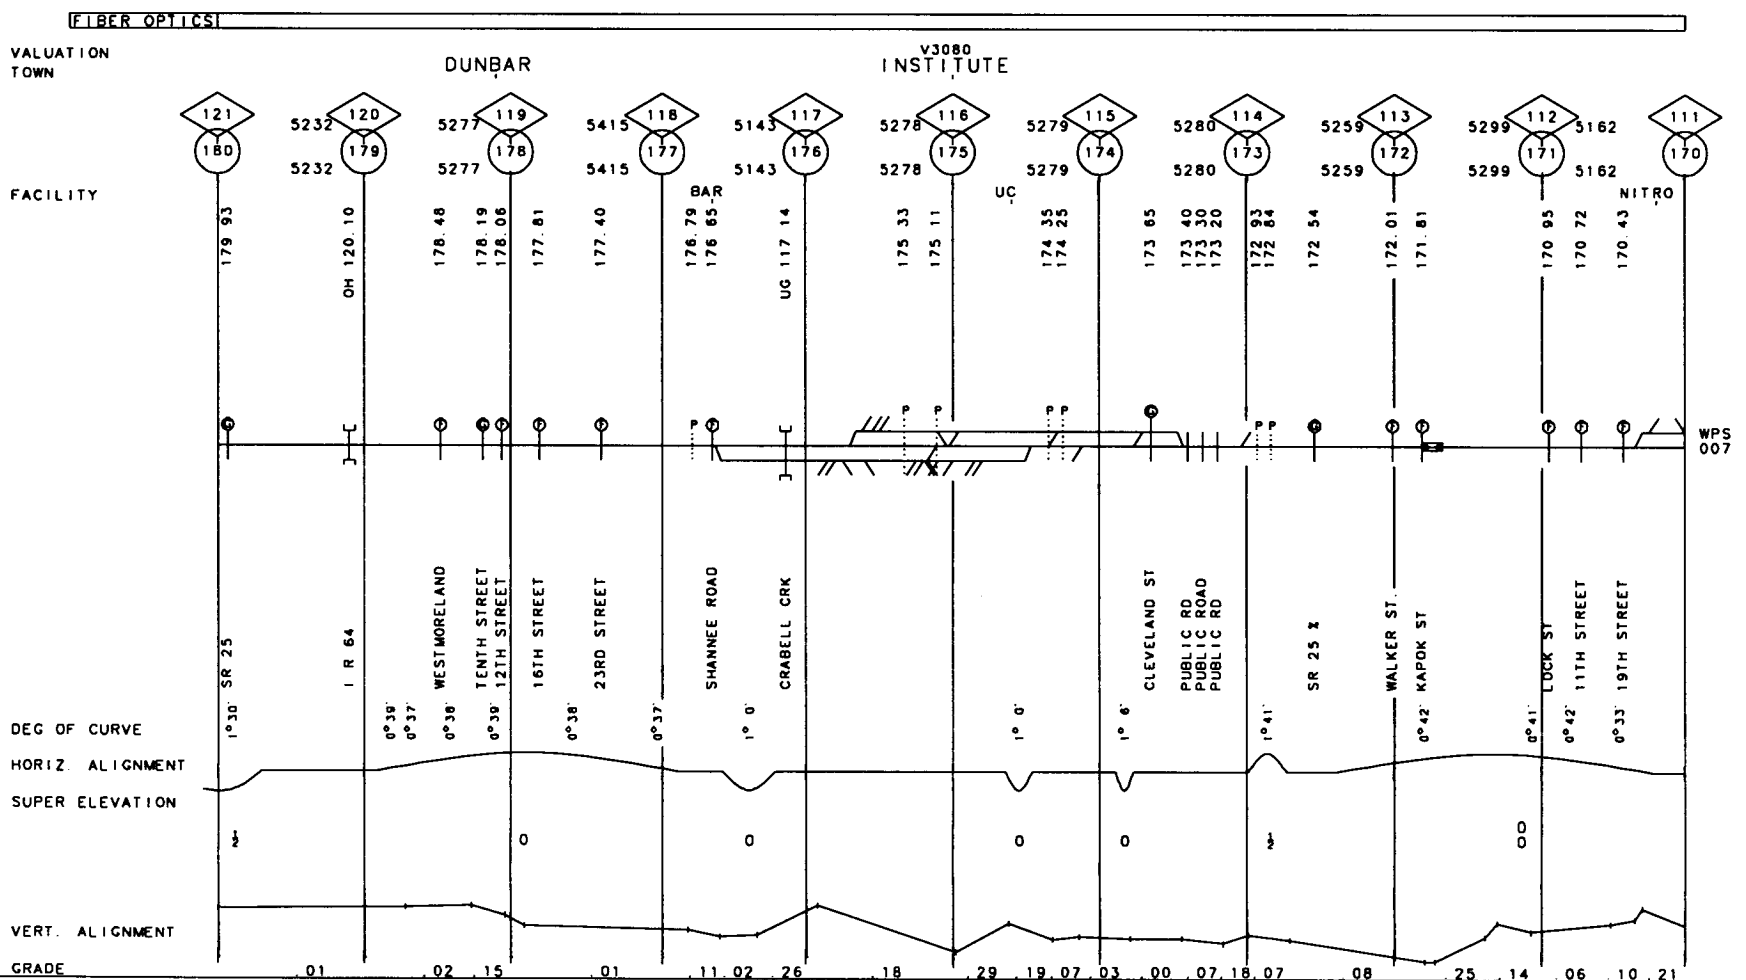 FIBER OPTICS
VALUATION V3080
TOWN DUNBAR INSTITUTE
121 5232 120 5277 119 5415 118 5143 117 5278 116 5279 115 5280 114 5259 113 5299 112 5162 111
180 5232 179 5277 178 5415 177 5143 176 5278 175 5279 174 5280 173 5259 172 5299 171 5162 170
FACILITY BAR UC NITRO
179 93
OH 120.10
178.48
178.19
178.06
177.81
177.40
176.79
176 65
UG 117 14
175 33
175 11
174 35
174 25
173 65
173 40
173 30
173 20
172 93
172 84
172 54
172.01
171.81
170 95
170 72
170.43
P P P P P P P
WPS
007
SR 25
I R 64
WESTMORELAND
TENTH STREET
12TH STREET
16TH STREET
23RD STREET
SHANNEE ROAD
CRABELL CRK
CLEVELAND ST
PUBLIC RD
PUBLIC ROAD
PUBLIC RD
SR 25 %
WALKER ST.
KAPOK ST
LOCK ST
11TH STREET
19TH STREET
DEG OF CURVE 1°30' 0°39' 0°37' 0°38' 0°39' 0°38' 0°37' 1° 0' 1° 0' 1° 6' 1°41' 0°42' 0°41' 0°42' 0°33'
HORIZ. ALIGNMENT
SUPER ELEVATION
½ 0 0 0 0 ½ 0 0
VERT. ALIGNMENT
GRADE .01 .02 .15 .01 .11 .02 .26 .18 .29 .19 .07 .03 .00 .07 .18 .07 .08 .25 .14 .06 .10 .21